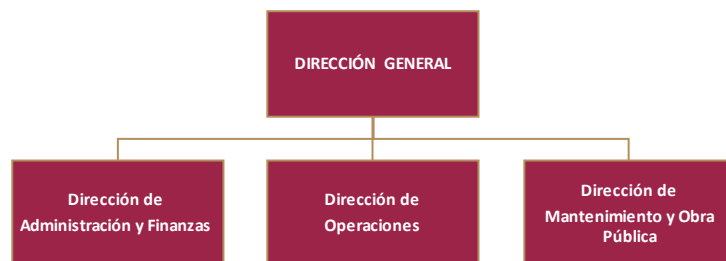 DIRECCIÓN GENERAL
Dirección de
Administración y Finanzas
Dirección de
Operaciones
Dirección de
Mantenimiento y Obra
Pública